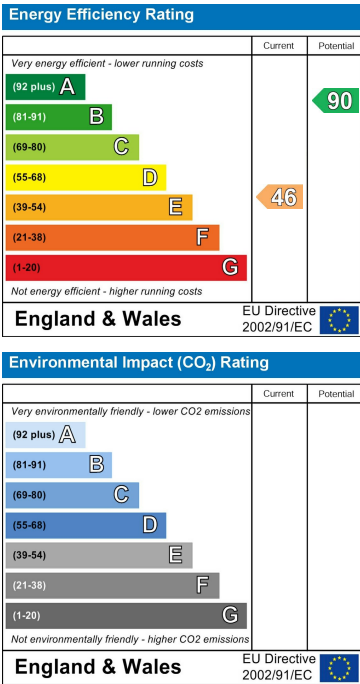 Energy Efficiency Rating
Current Potential
Very energy efficient - lower running costs
(92 plus) A
(81-91) B
(69-80) C
(55-68) D
(39-54) E
(21-38) F
(1-20) G
46
90
Not energy efficient - higher running costs
England & Wales
EU Directive
2002/91/EC
Environmental Impact (CO₂) Rating
Current Potential
Very environmentally friendly - lower CO2 emissions
(92 plus) A
(81-91) B
(69-80) C
(55-68) D
(39-54) E
(21-38) F
(1-20) G
Not environmentally friendly - higher CO2 emissions
England & Wales
EU Directive
2002/91/EC